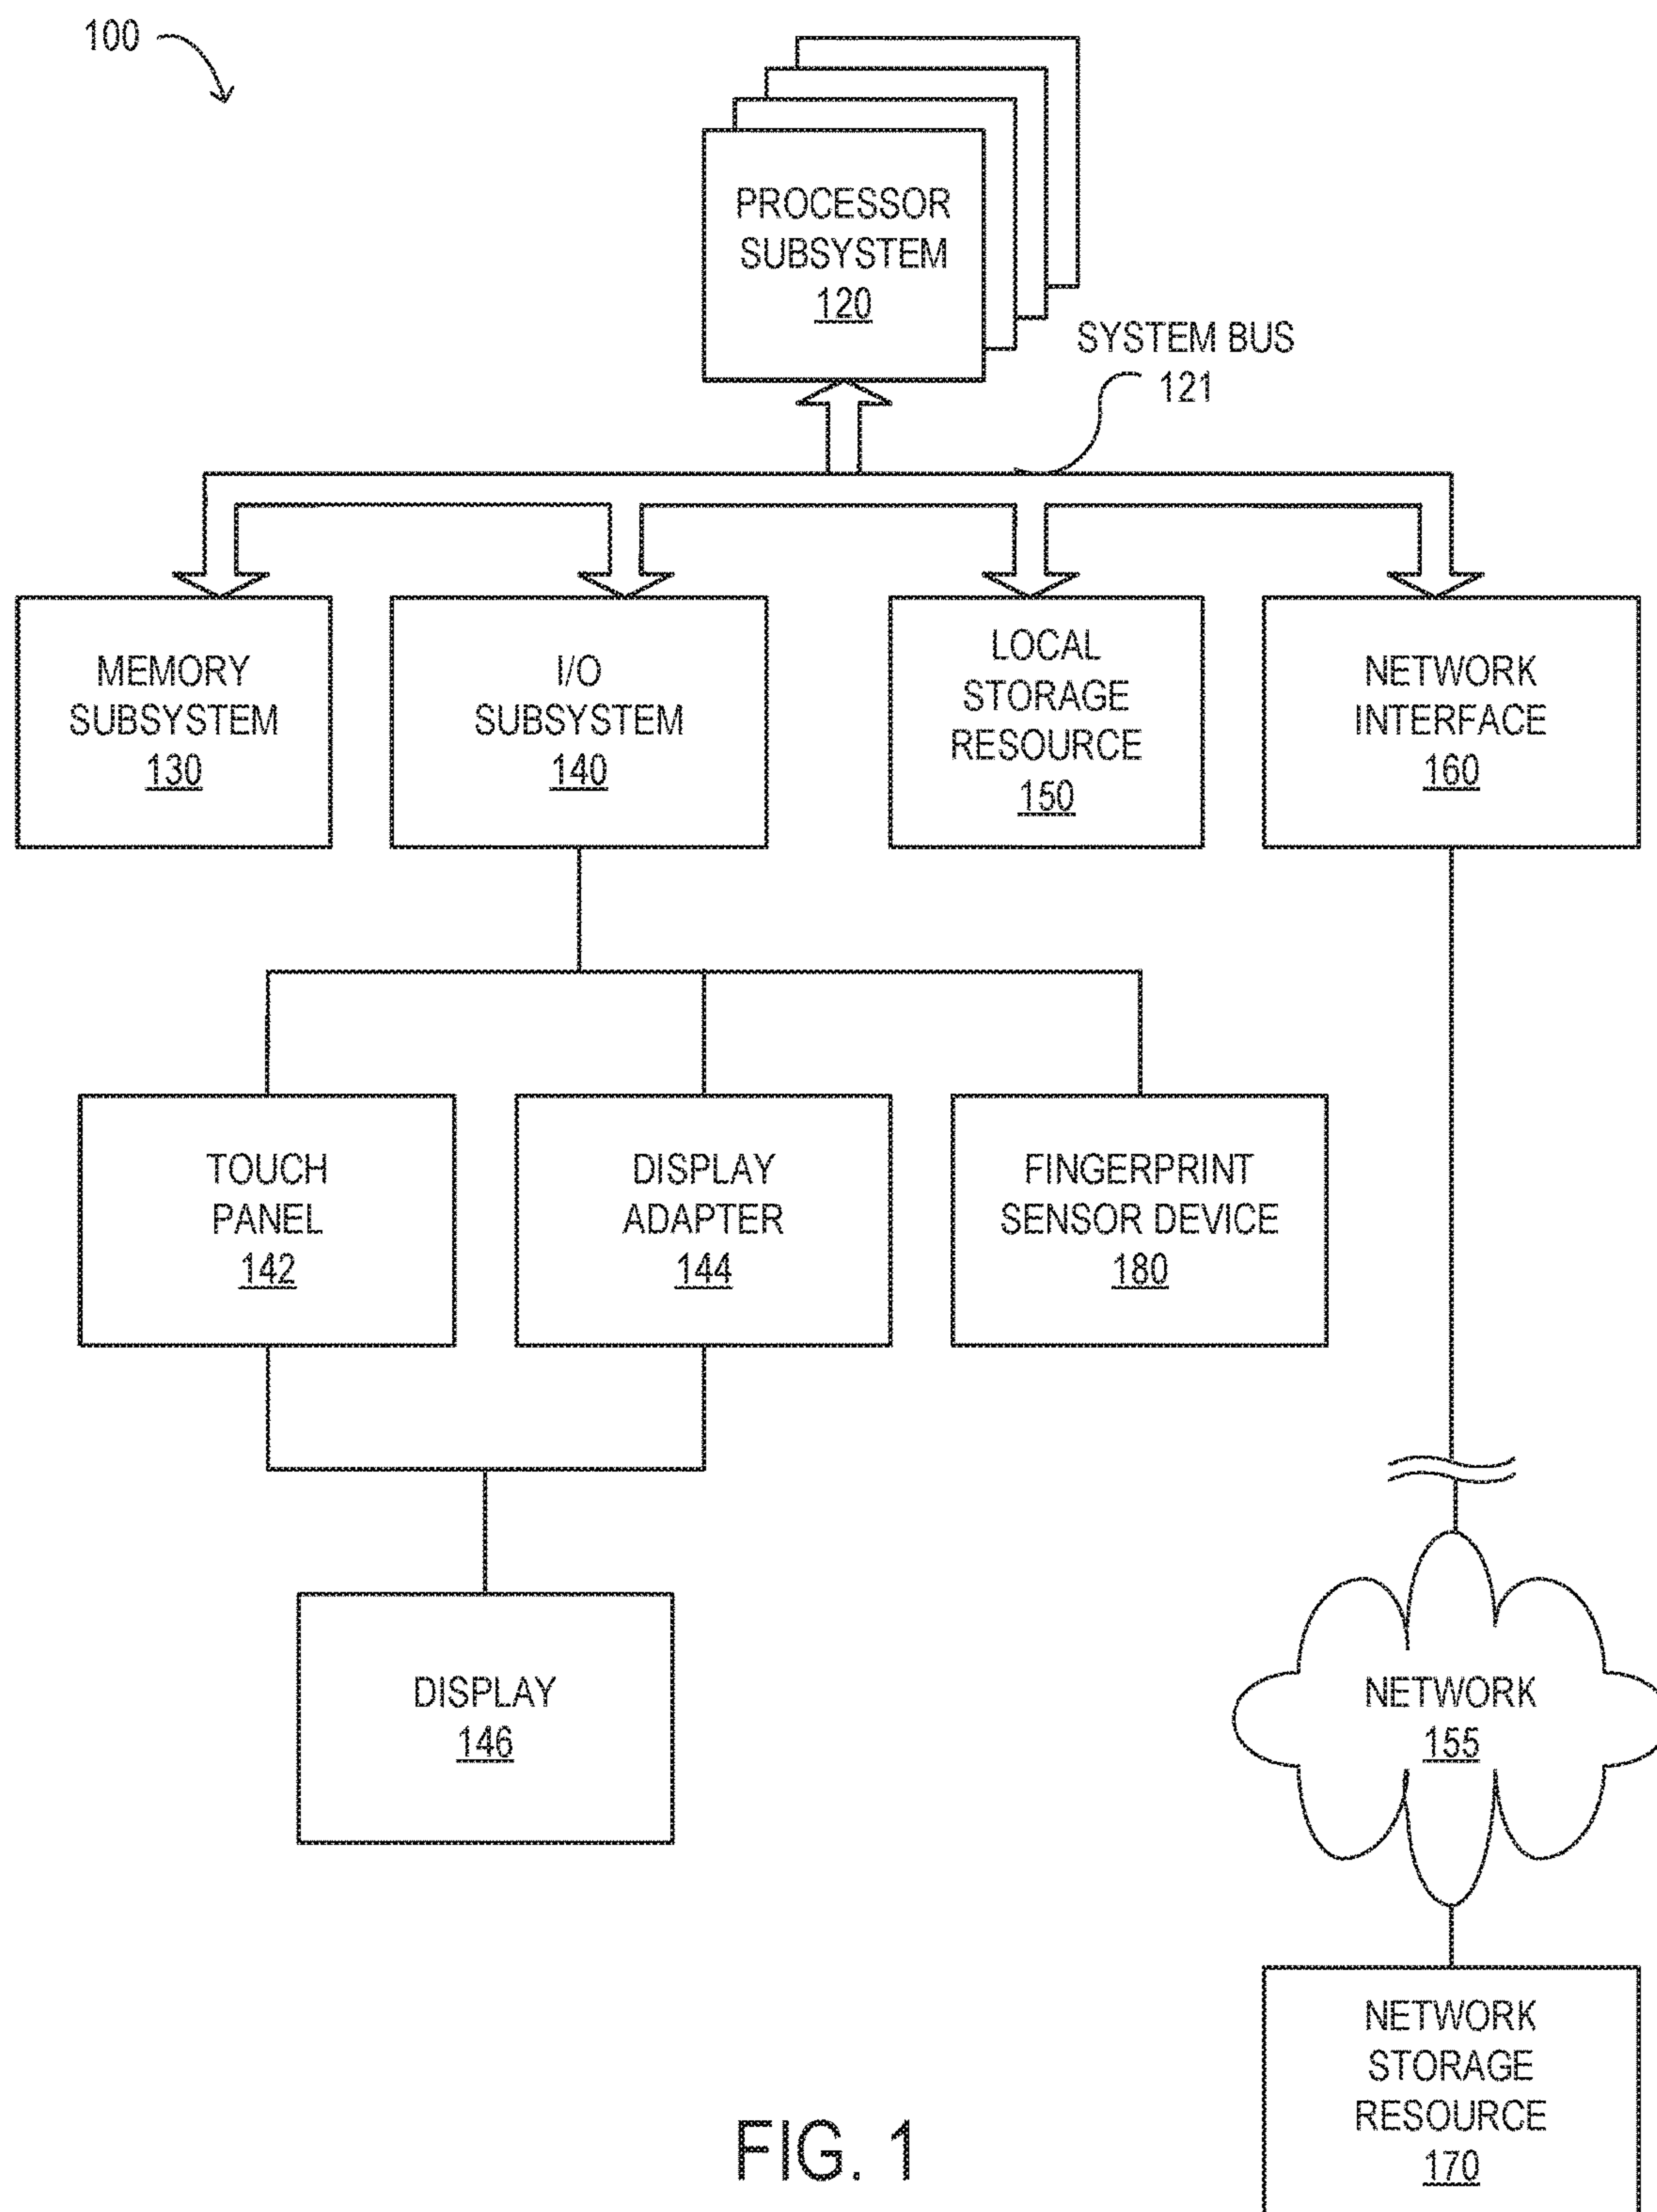 100
PROCESSOR
SUBSYSTEM
120
SYSTEM BUS
121
MEMORY
SUBSYSTEM
130
I/O
SUBSYSTEM
140
LOCAL
STORAGE
RESOURCE
150
NETWORK
INTERFACE
160
TOUCH
PANEL
142
DISPLAY
ADAPTER
144
FINGERPRINT
SENSOR DEVICE
180
DISPLAY
146
NETWORK
155
NETWORK
STORAGE
RESOURCE
170
FIG. 1